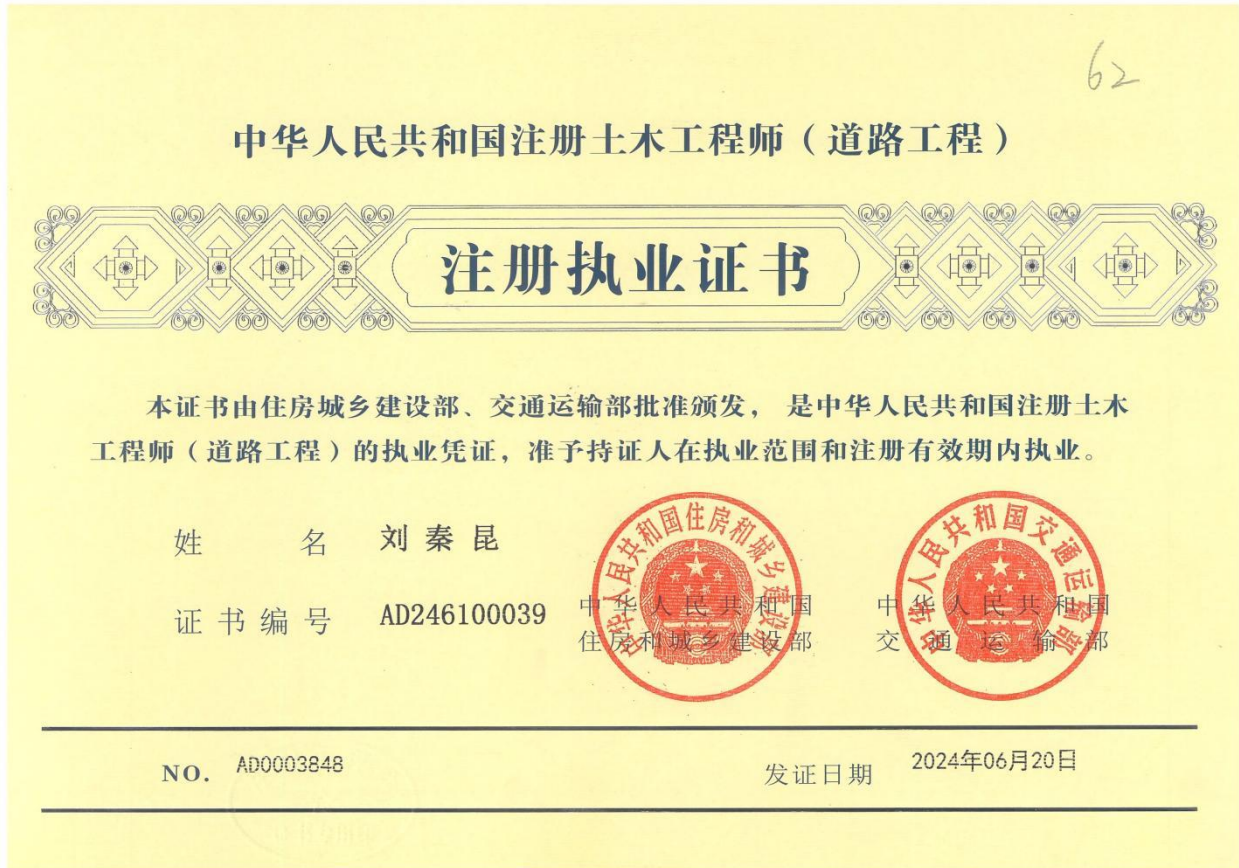 62
中华人民共和国注册土木工程师（道路工程）
注册执业证书
本证书由住房城乡建设部、交通运输部批准颁发，是中华人民共和国注册土木
工程师（道路工程）的执业凭证，准予持证人在执业范围和注册有效期内执业。
姓名 刘秦昆
证书编号 AD246100039
中华人民共和国住房和城乡建设部
中华人民共和国
住房和城乡建设部
中华人民共和国交通运输部
中华人民共和国
交通运输部
NO. AD0003848
发证日期 2024年06月20日